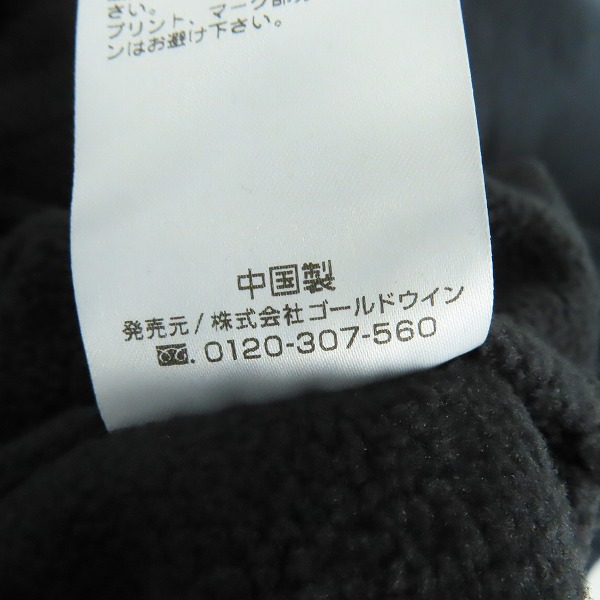 さい。
プリント、マーク部
ンはお避け下さい。
中国製
発売元/株式会社ゴールドウイン
. 0120-307-560